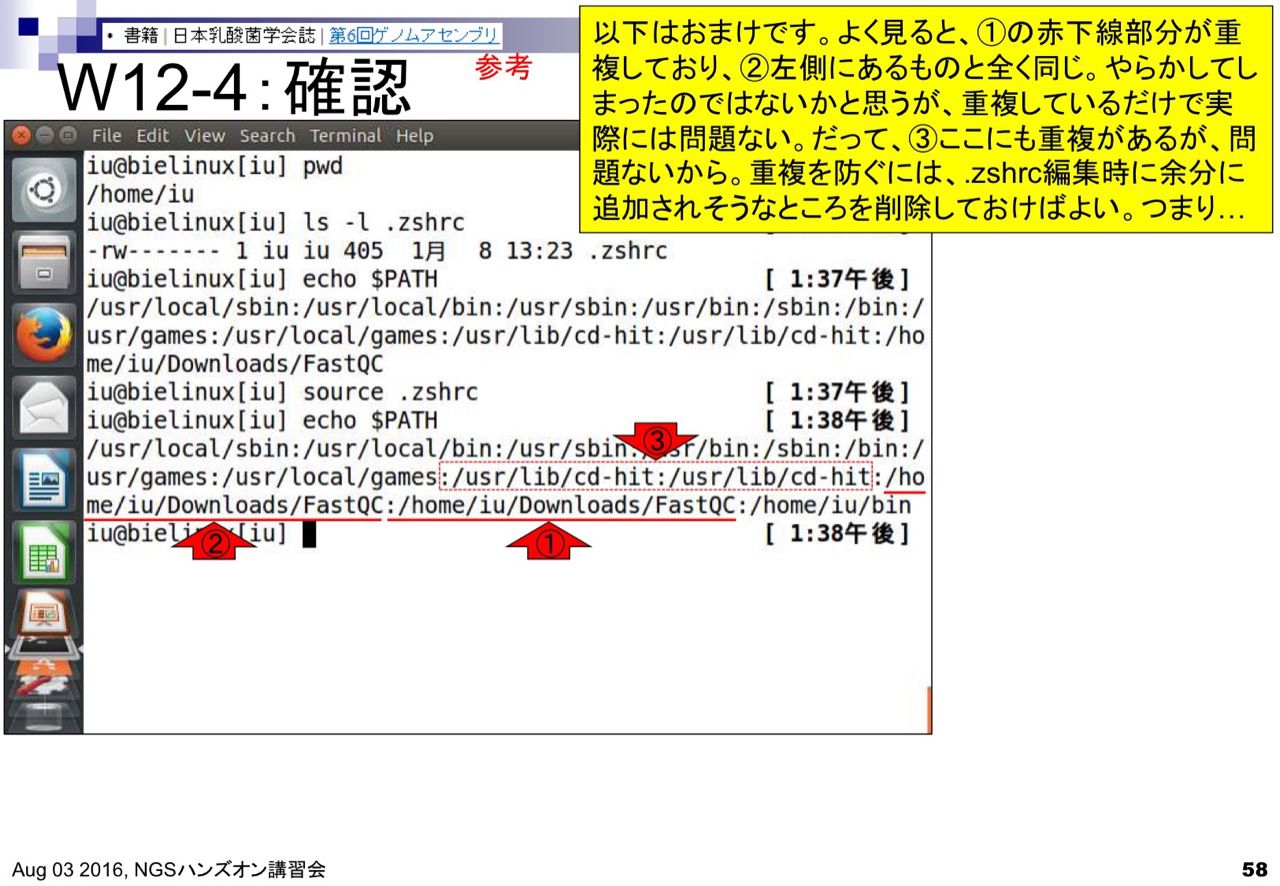 • 書籍 | 日本乳酸菌学会誌 | 第6回ゲノムアセンブリ
W12-4：確認
参考
以下はおまけです。よく見ると、①の赤下線部分が重
複しており、②左側にあるものと全く同じ。やらかしてし
まったのではないかと思うが、重複しているだけで実
際には問題ない。だって、③ここにも重複があるが、問
題ないから。重複を防ぐには、.zshrc編集時に余分に
追加されそうなところを削除しておけばよい。つまり…
File Edit View Search Terminal Help
iu@bielinux[iu] pwd
/home/iu
iu@bielinux[iu] ls -l .zshrc
-rw------- 1 iu iu 405 1月 8 13:23 .zshrc
iu@bielinux[iu] echo $PATH [ 1:37午後]
/usr/local/sbin:/usr/local/bin:/usr/sbin:/usr/bin:/sbin:/bin:/
usr/games:/usr/local/games:/usr/lib/cd-hit:/usr/lib/cd-hit:/ho
me/iu/Downloads/FastQC
iu@bielinux[iu] source .zshrc [ 1:37午後]
iu@bielinux[iu] echo $PATH [ 1:38午後]
③
/usr/local/sbin:/usr/local/bin:/usr/sbin:/usr/bin:/sbin:/bin:/
usr/games:/usr/local/games:/usr/lib/cd-hit:/usr/lib/cd-hit:/ho
me/iu/Downloads/FastQC:/home/iu/Downloads/FastQC:/home/iu/bin
iu@bielinux[iu] [ 1:38午後]
② ①
Aug 03 2016, NGSハンズオン講習会
58